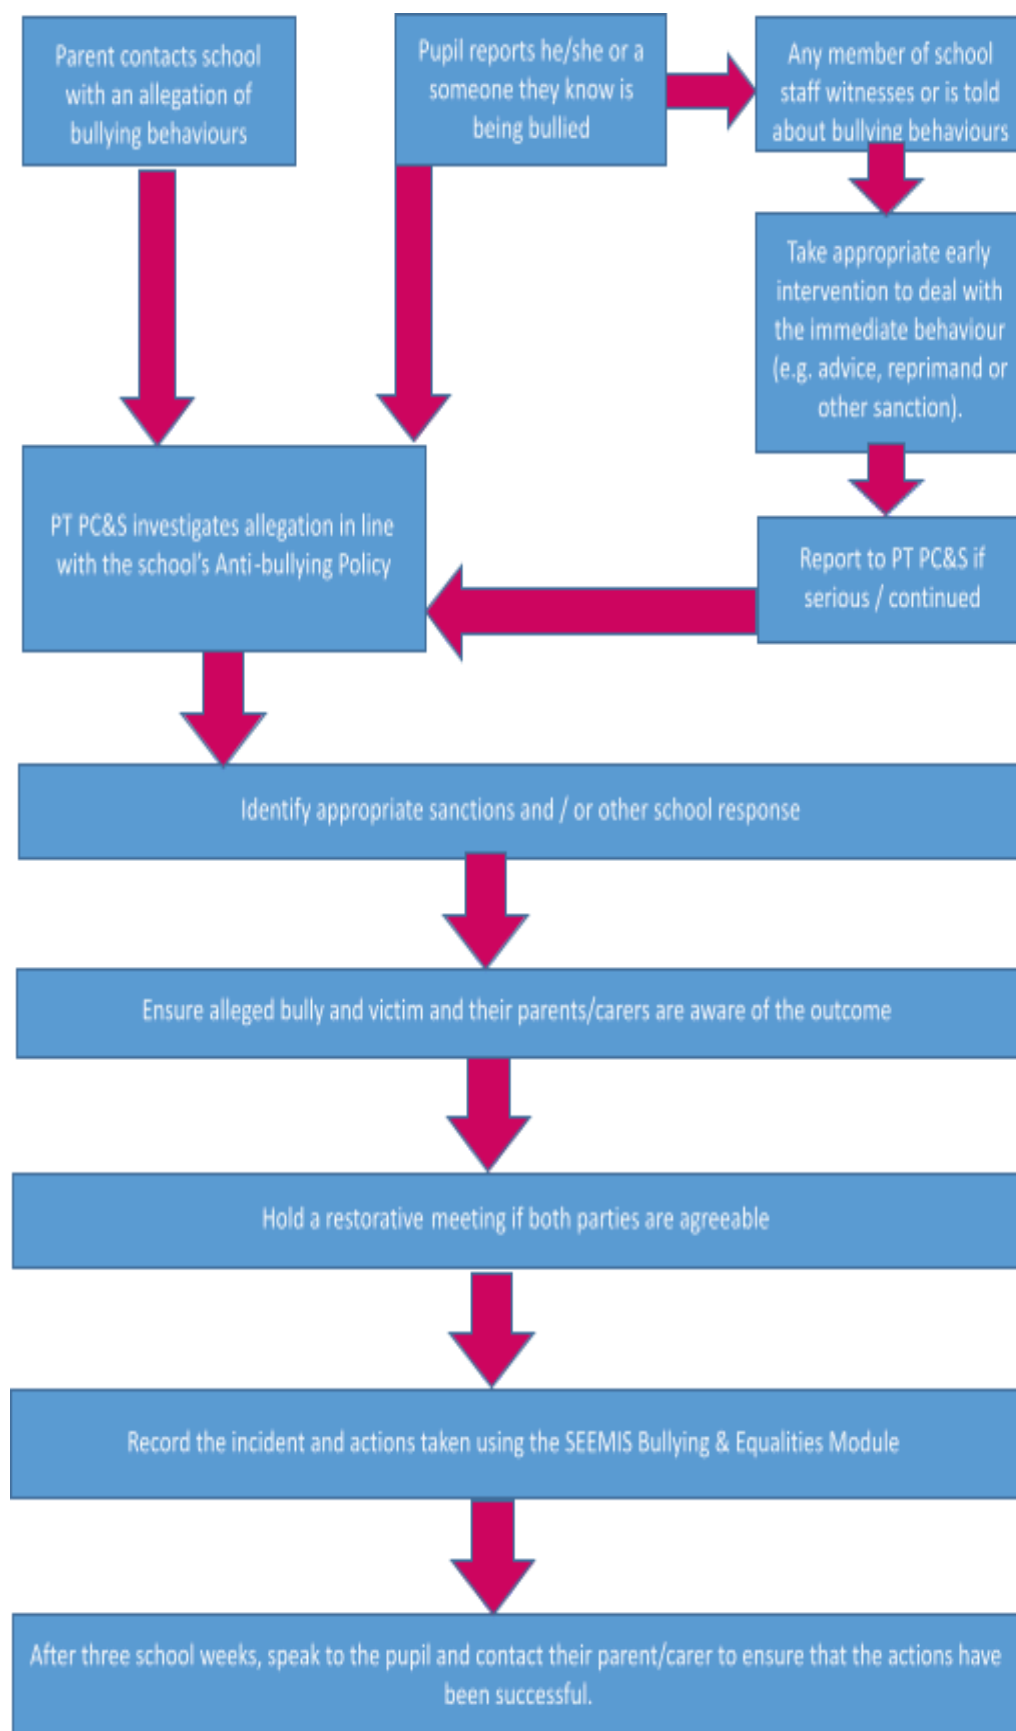 Parent contacts school
with an allegation of
bullying behaviours
Pupil reports he/she or a
someone they know is
being bullied
Any member of school
staff witnesses or is told
about bullying behaviours
Take appropriate early
intervention to deal with
the immediate behaviour
(e.g. advice, reprimand or
other sanction).
Report to PT PC&S if
serious / continued
PT PC&S investigates allegation in line
with the school's Anti-bullying Policy
Identify appropriate sanctions and / or other school response
Ensure alleged bully and victim and their parents/carers are aware of the outcome
Hold a restorative meeting if both parties are agreeable
Record the incident and actions taken using the SEEMIS Bullying & Equalities Module
After three school weeks, speak to the pupil and contact their parent/carer to ensure that the actions have
been successful.